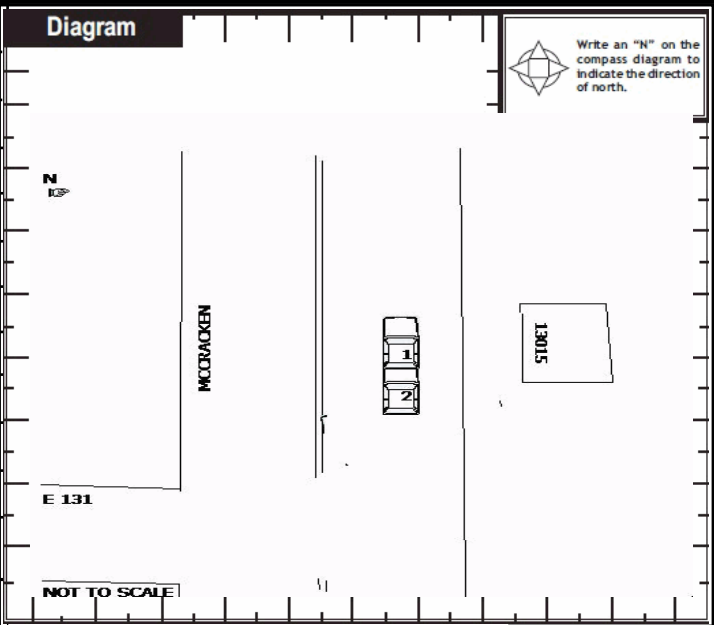 Diagram
Write an “N” on the
compass diagram to
indicate the direction
of north.
N
MCCRACKEN
13015
1
2
E 131
NOT TO SCALE